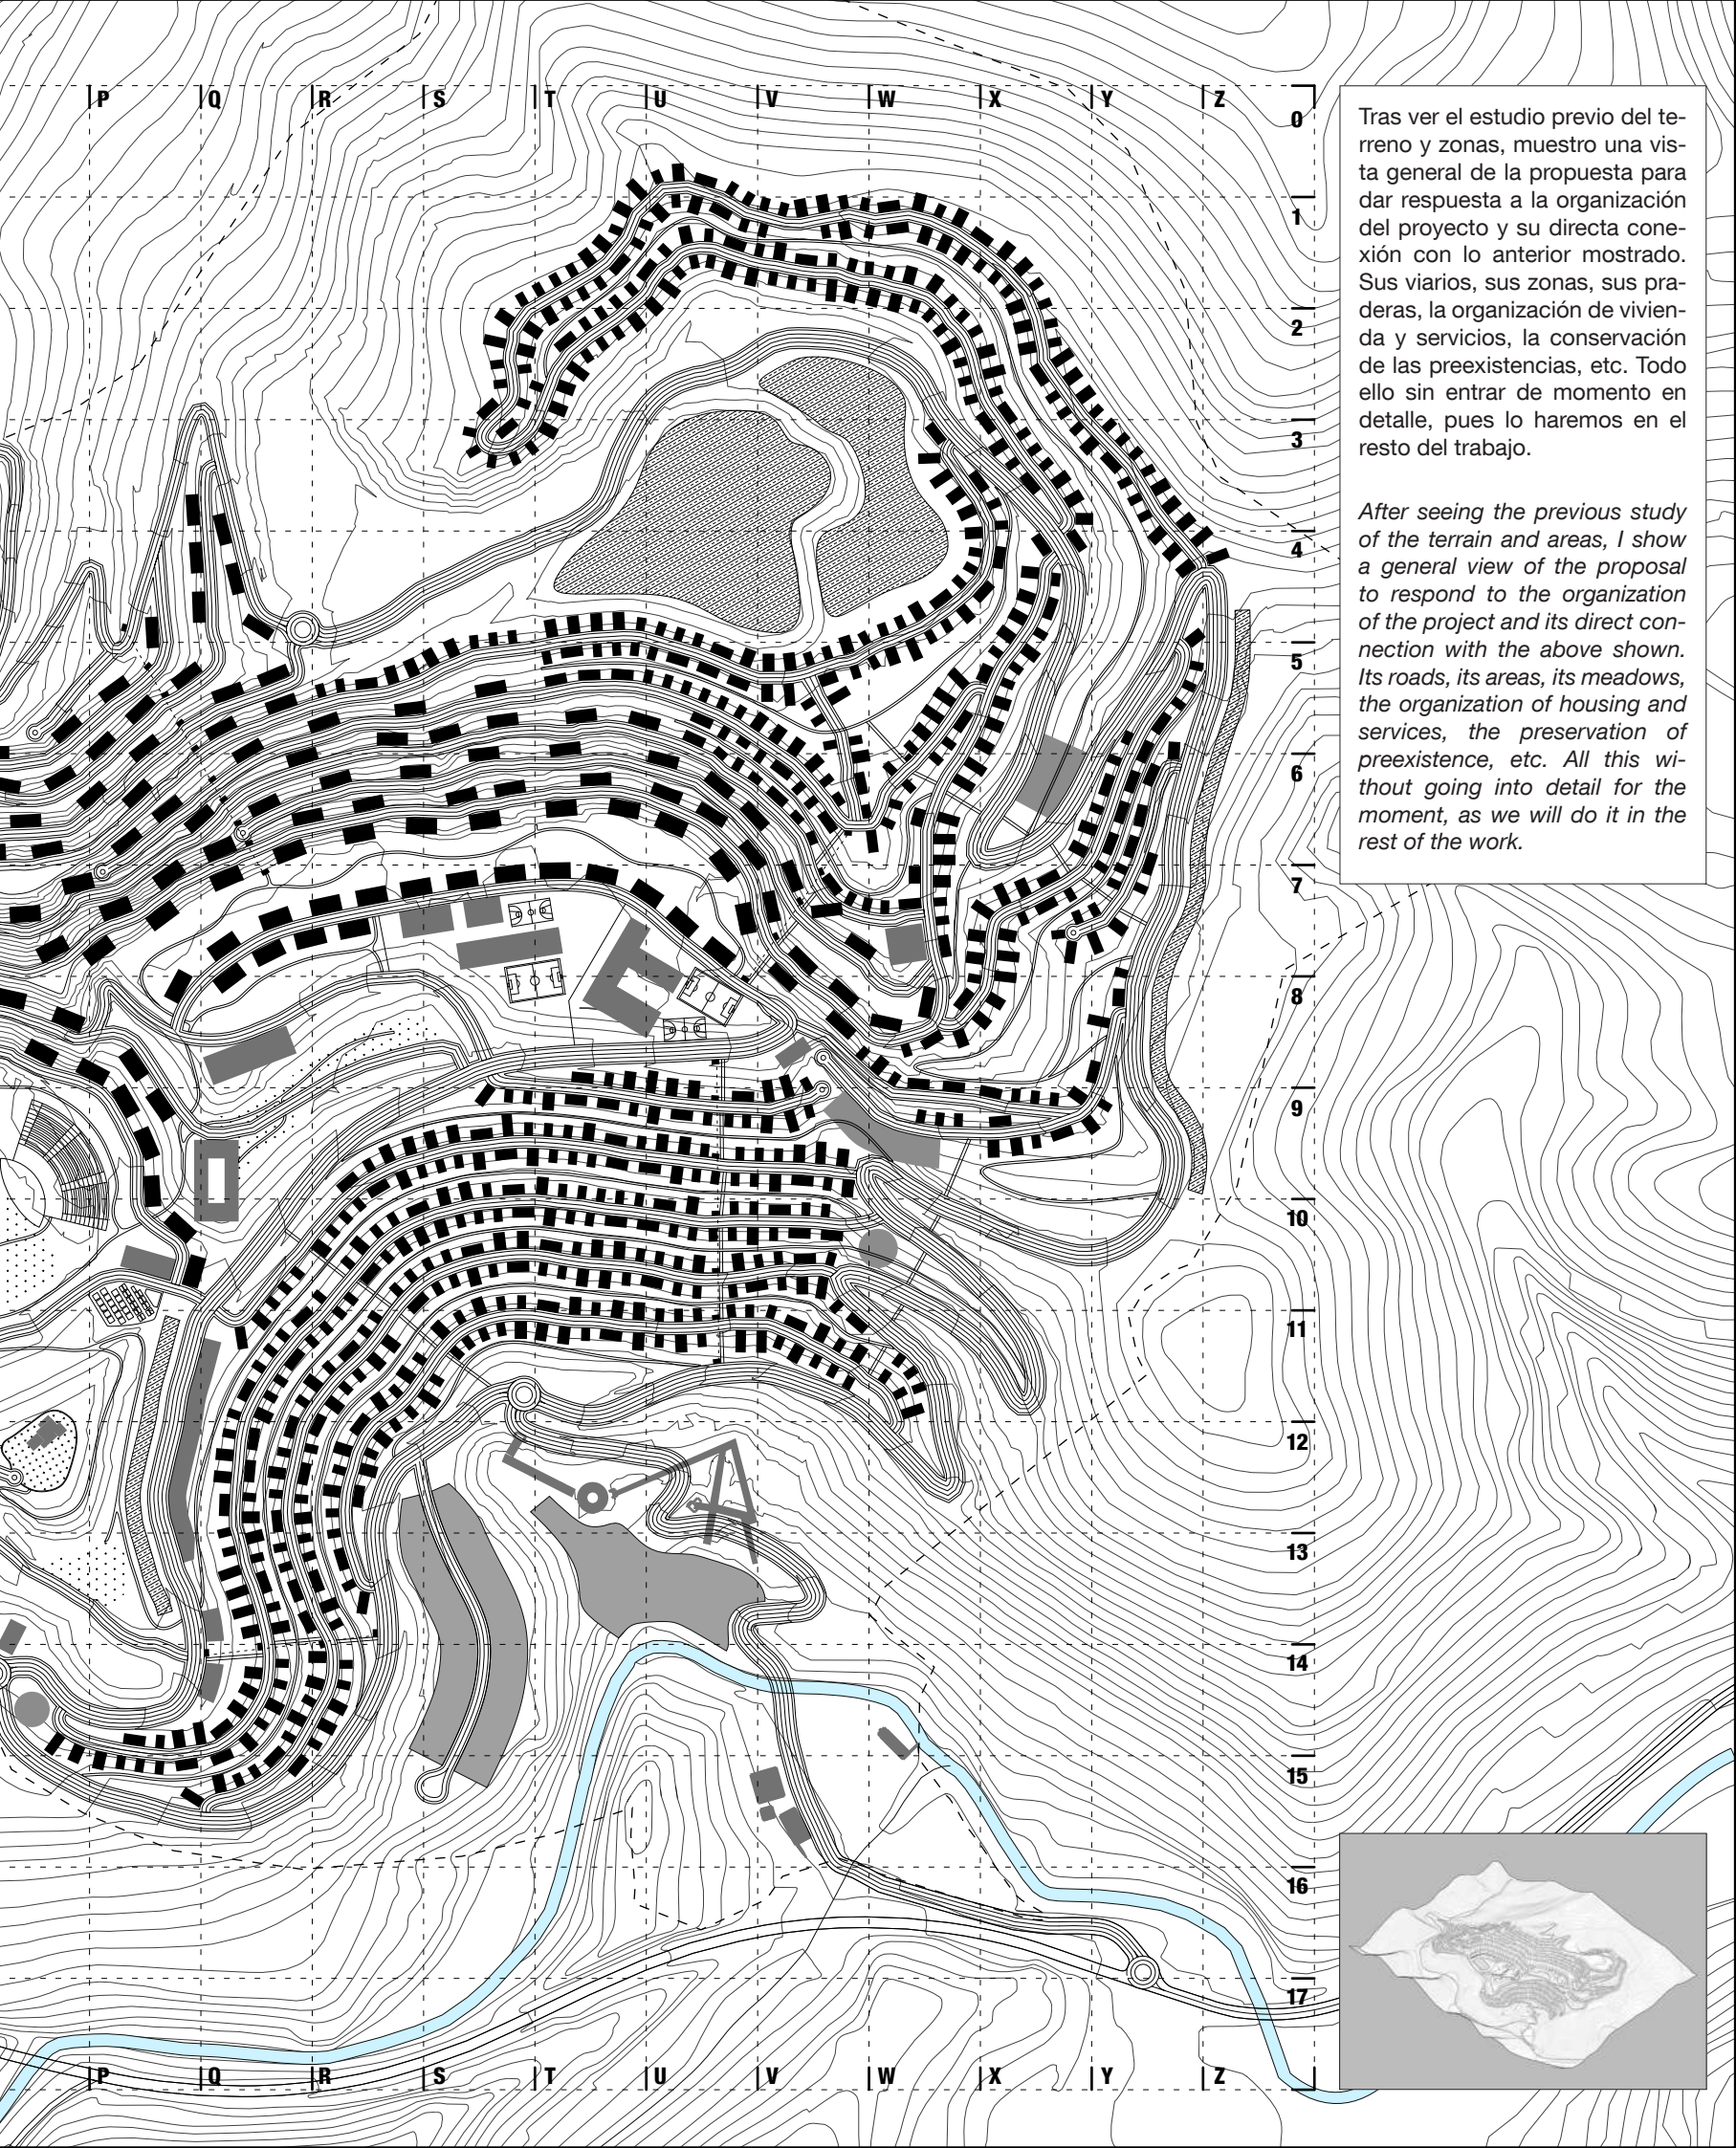 P Q R S T U V W X Y Z
0
1
2
3
4
5
6
7
8
9
10
11
12
13
14
15
16
17
P Q R S T U V W X Y Z
Tras ver el estudio previo del te-
rreno y zonas, muestro una vis-
ta general de la propuesta para
dar respuesta a la organización
del proyecto y su directa cone-
xión con lo anterior mostrado.
Sus viarios, sus zonas, sus pra-
deras, la organización de vivien-
da y servicios, la conservación
de las preexistencias, etc. Todo
ello sin entrar de momento en
detalle, pues lo haremos en el
resto del trabajo.
After seeing the previous study
of the terrain and areas, I show
a general view of the proposal
to respond to the organization
of the project and its direct con-
nection with the above shown.
Its roads, its areas, its meadows,
the organization of housing and
services, the preservation of
preexistence, etc. All this wi-
thout going into detail for the
moment, as we will do it in the
rest of the work.